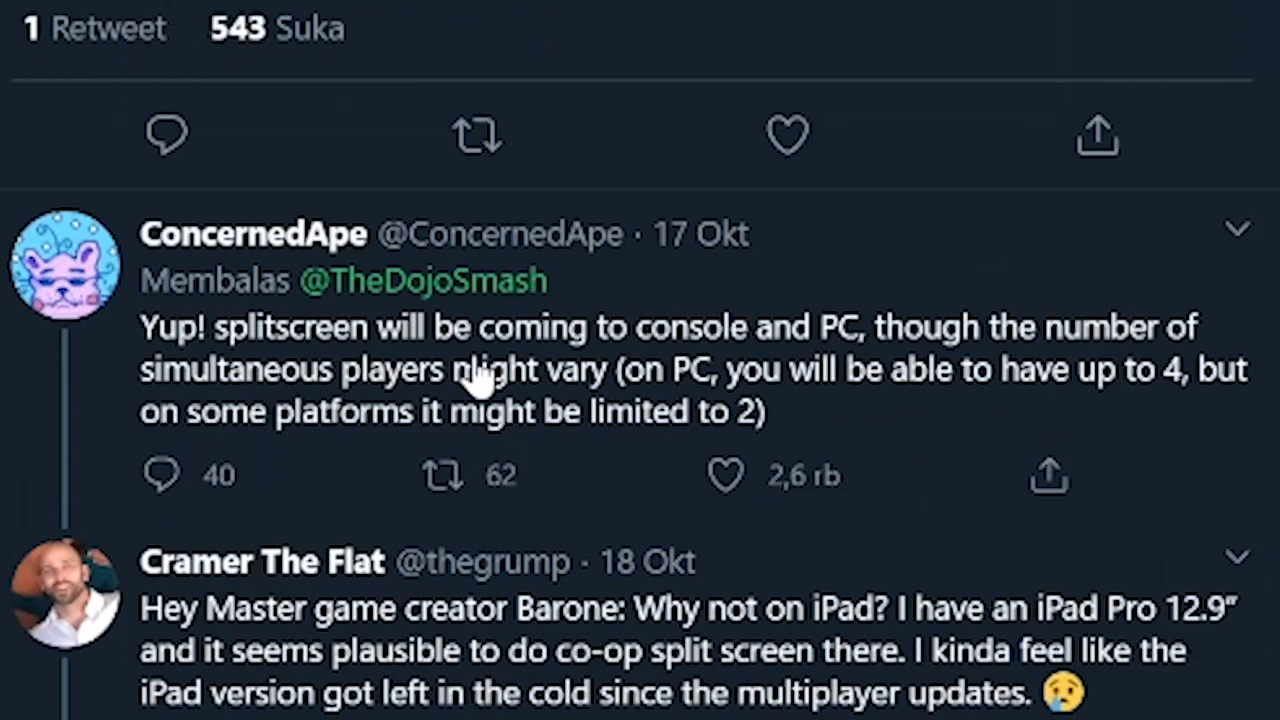 1 Retweet 543 Suka
ConcernedApe @ConcernedApe · 17 Okt
Membalas @TheDojoSmash
Yup! splitscreen will be coming to console and PC, though the number of
simultaneous players might vary (on PC, you will be able to have up to 4, but
on some platforms it might be limited to 2)
40 62 2,6 rb
Cramer The Flat @thegrump · 18 Okt
Hey Master game creator Barone: Why not on iPad? I have an iPad Pro 12.9”
and it seems plausible to do co-op split screen there. I kinda feel like the
iPad version got left in the cold since the multiplayer updates. 😢